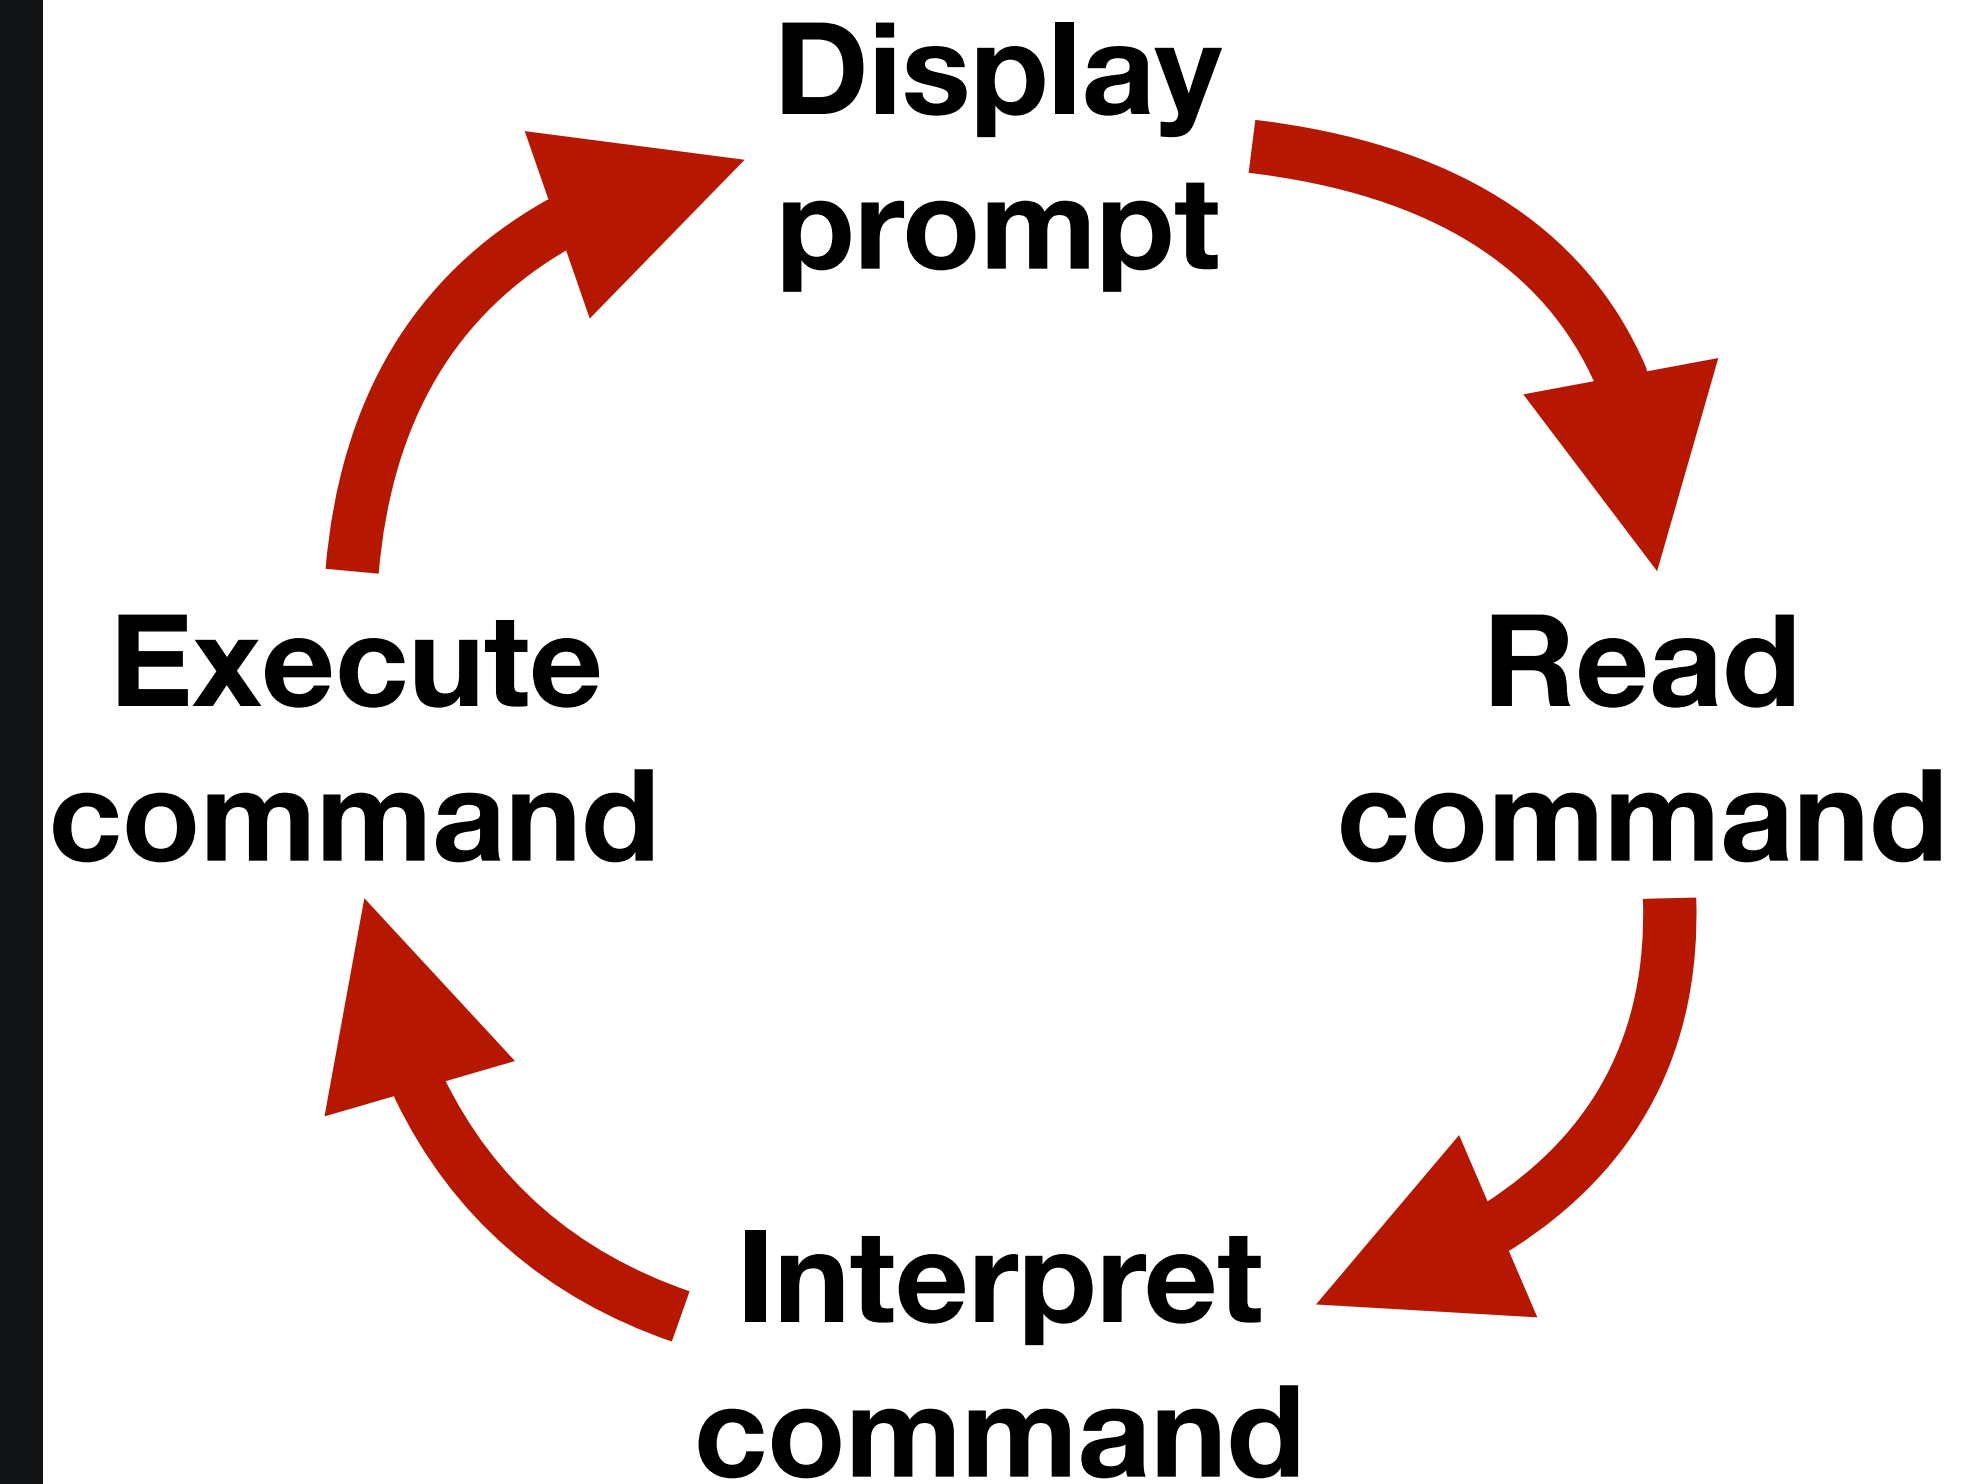 Display
prompt
Read
command
Interpret
command
Execute
command